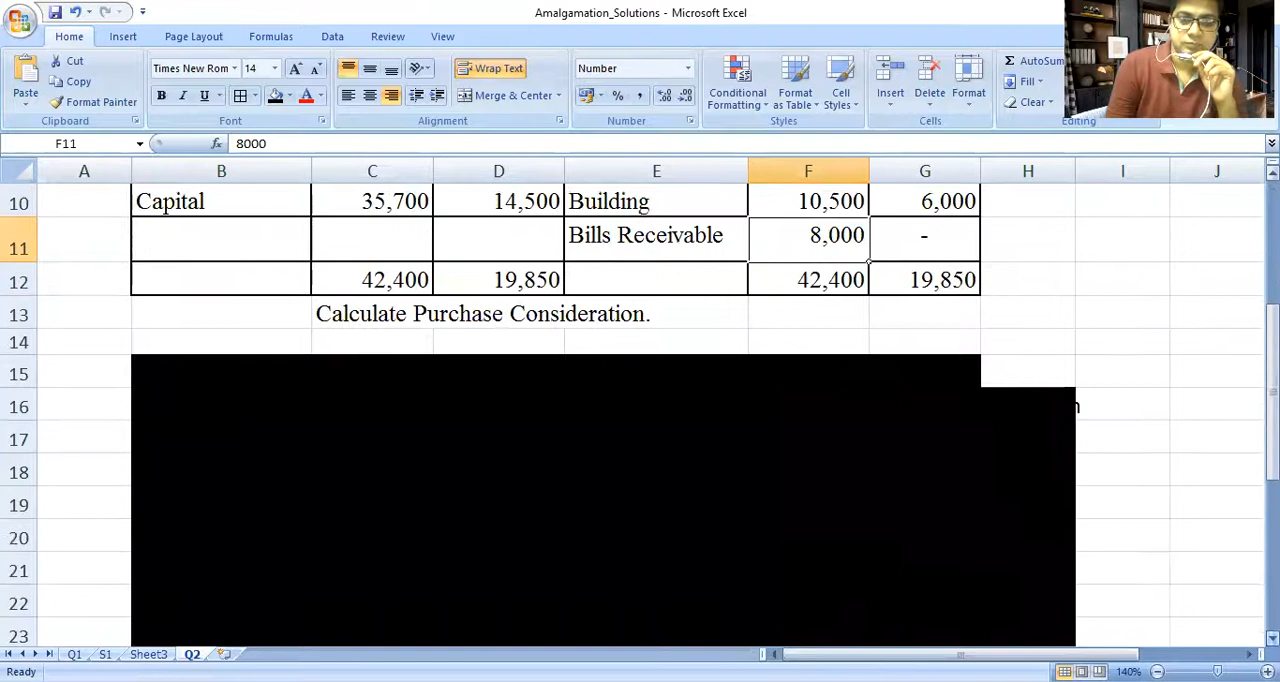 Amalgamation_Solutions - Microsoft Excel
Home Insert Page Layout Formulas Data Review View
Paste
Cut
Copy
Format Painter
Clipboard
Times New Rom 14
B I U
Font
Wrap Text
Merge & Center
Alignment
Number
% ,
Number
Conditional Formatting
Format as Table
Cell Styles
Styles
Insert Delete Format
Cells
Σ AutoSum
Fill
Clear
Editing
F11 fx 8000
A B C D E F G H I J
10 Capital 35,700 14,500 Building 10,500 6,000
11 Bills Receivable 8,000 -
12 42,400 19,850 42,400 19,850
13 Calculate Purchase Consideration.
14
15
16
17
18
19
20
21
22
23
Q1 S1 Sheet3 Q2
Ready 140%